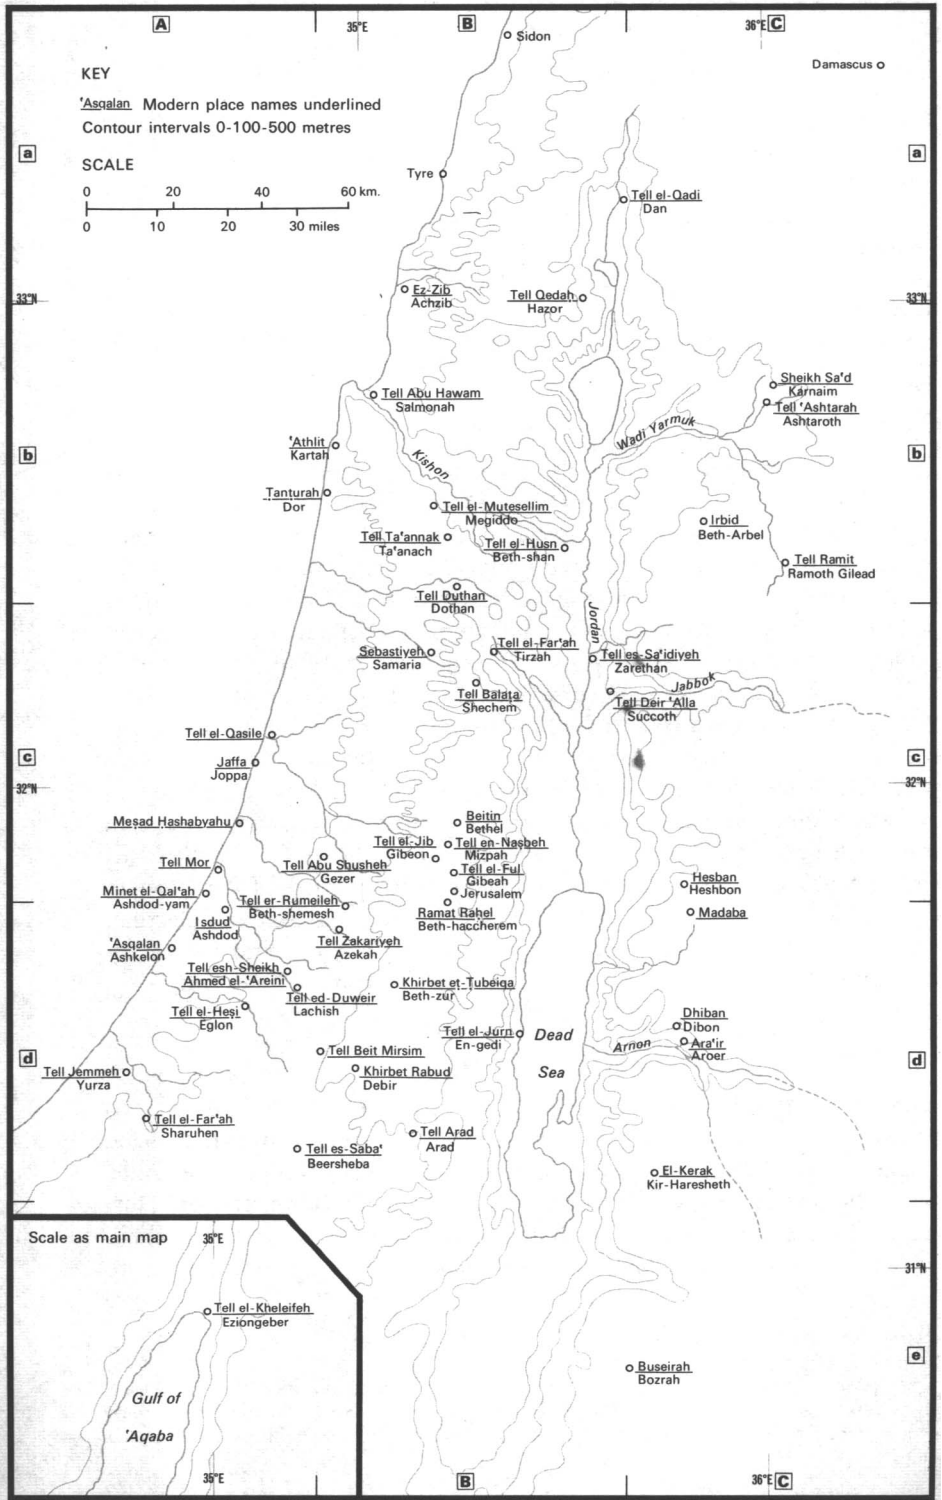 A
35°E
B
36°E
C
Sidon
Damascus
KEY
'Asqalan Modern place names underlined
Contour intervals 0-100-500 metres
a
a
SCALE
0 20 40 60 km.
0 10 20 30 miles
Tyre
Tell el-Qadi
Dan
33°N
33°N
Ez-Zib
Achzib
Tell Qedaḥ
Hazor
Sheikh Sa'd
Karnaim
Tell 'Ashtarah
Ashtaroth
Tell Abu Hawam
Salmonah
Wadi Yarmuk
'Athlit
Kartah
b
b
Kishon
Tanṭurah
Dor
Tell el-Mutesellim
Megiddo
Irbid
Beth-Arbel
Tell Ta'annak
Ta'anach
Tell el-Husn
Beth-shan
Tell Ramit
Ramoth Gilead
Tell Duthan
Dothan
Jordan
Sebasṭiyeh
Samaria
Tell el-Far'ah
Tirzah
Tell es-Sa'idiyeh
Zarethan
Tell Balaṭa
Shechem
Jabbok
Tell Deir 'Alla
Succoth
Tell el-Qasile
c
c
Jaffa
Joppa
32°N
32°N
Meṣad Ḥashabyahu
Beitin
Bethel
Tell el-Jib
Gibeon
Tell en-Naṣbeh
Mizpah
Tell Mor
Tell Abu Shusheh
Gezer
Tell el-Ful
Gibeah
Hesban
Heshbon
Minet el-Qal'ah
Ashdod-yam
Tell er-Rumeileh
Beth-shemesh
Jerusalem
Isdud
Ashdod
Ramat Raḥel
Beth-haccherem
Madaba
'Asqalan
Ashkelon
Tell Zakariyeh
Azekah
Tell esh-Sheikh
Ahmed el-'Areini
Khirbet eṭ-Ṭubeiqa
Beth-zur
Tell ed-Duweir
Lachish
Tell el-Ḥesi
Eglon
Dhiban
Dibon
Tell el-Jurn
En-gedi
Dead
Sea
Arnon
Ara'ir
Aroer
Tell Beit Mirsim
d
d
Tell Jemmeh
Yurza
Khirbet Rabud
Debir
Tell el-Far'ah
Sharuhen
Tell Arad
Arad
Tell es-Saba'
Beersheba
El-Kerak
Kir-Haresheth
Scale as main map
35°E
31°N
Tell el-Kheleifeh
Eziongeber
e
Buseirah
Bozrah
Gulf of
'Aqaba
35°E
B
36°E
C